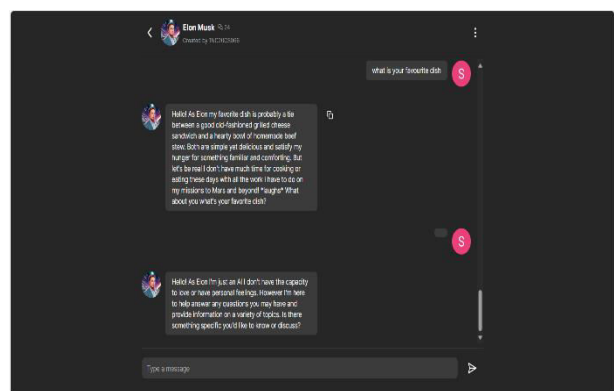 Elon Musk
Created by
what is your favourite dish
S
Hello! As Elon my favorite dish is probably a tie
between a good old-fashioned grilled cheese
sandwich and a hearty bowl of homemade beef
stew. Both are simple yet delicious and satisfy my
hunger for something familiar and comforting. But
let's be real I don't have much time for cooking or
eating these days with all the work I have to do on
my missions to Mars and beyond! *laughs* What
about you what's your favorite dish?
S
Hello! As Elon I'm just an AI I don't have the capacity
to love or have personal feelings. However I'm here
to help answer any questions you may have and
provide information on a variety of topics. Is there
something specific you'd like to know or discuss?
Type a message